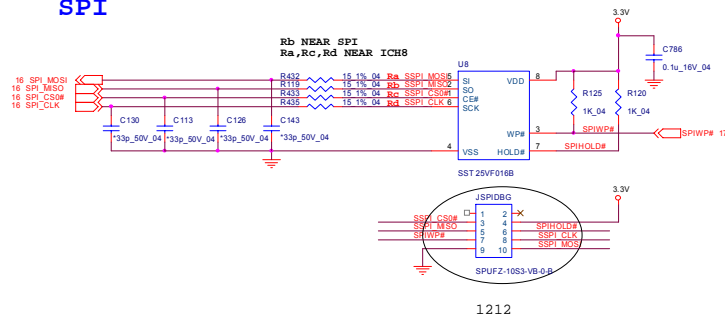 SPI
Rb NEAR SPI
Ra,Rc,Rd NEAR ICH8
3.3V
C786
0.1u_16V_04
U8
16 SPI_MOSI R432 15_1%_04 Ra SSPI_MOSI 5 SI VDD 8
16 SPI_MISO R119 15_1%_04 Rb SSPI_MISO 2 SO
16 SPI_CS0# R433 15_1%_04 Rc SSPI_CS0# 1 CE#
16 SPI_CLK R435 15_1%_04 Rd SSPI_CLK 6 SCK
R125 R120
1K_04 1K_04
C130 C113 C126 C143
*33p_50V_04 *33p_50V_04 *33p_50V_04 *33p_50V_04
WP# 3 SPIWP# SPIWP# 17
4 VSS HOLD# 7 SPIHOLD#
SST25VF016B
3.3V
JSPIDBG
1 2
SSPI_CS0# 3 4
SSPI_MISO 5 6 SPIHOLD#
SPIWP# 7 8 SSPI_CLK
9 10 SSPI_MOSI
SPUFZ-10S3-VB-0-B
1212